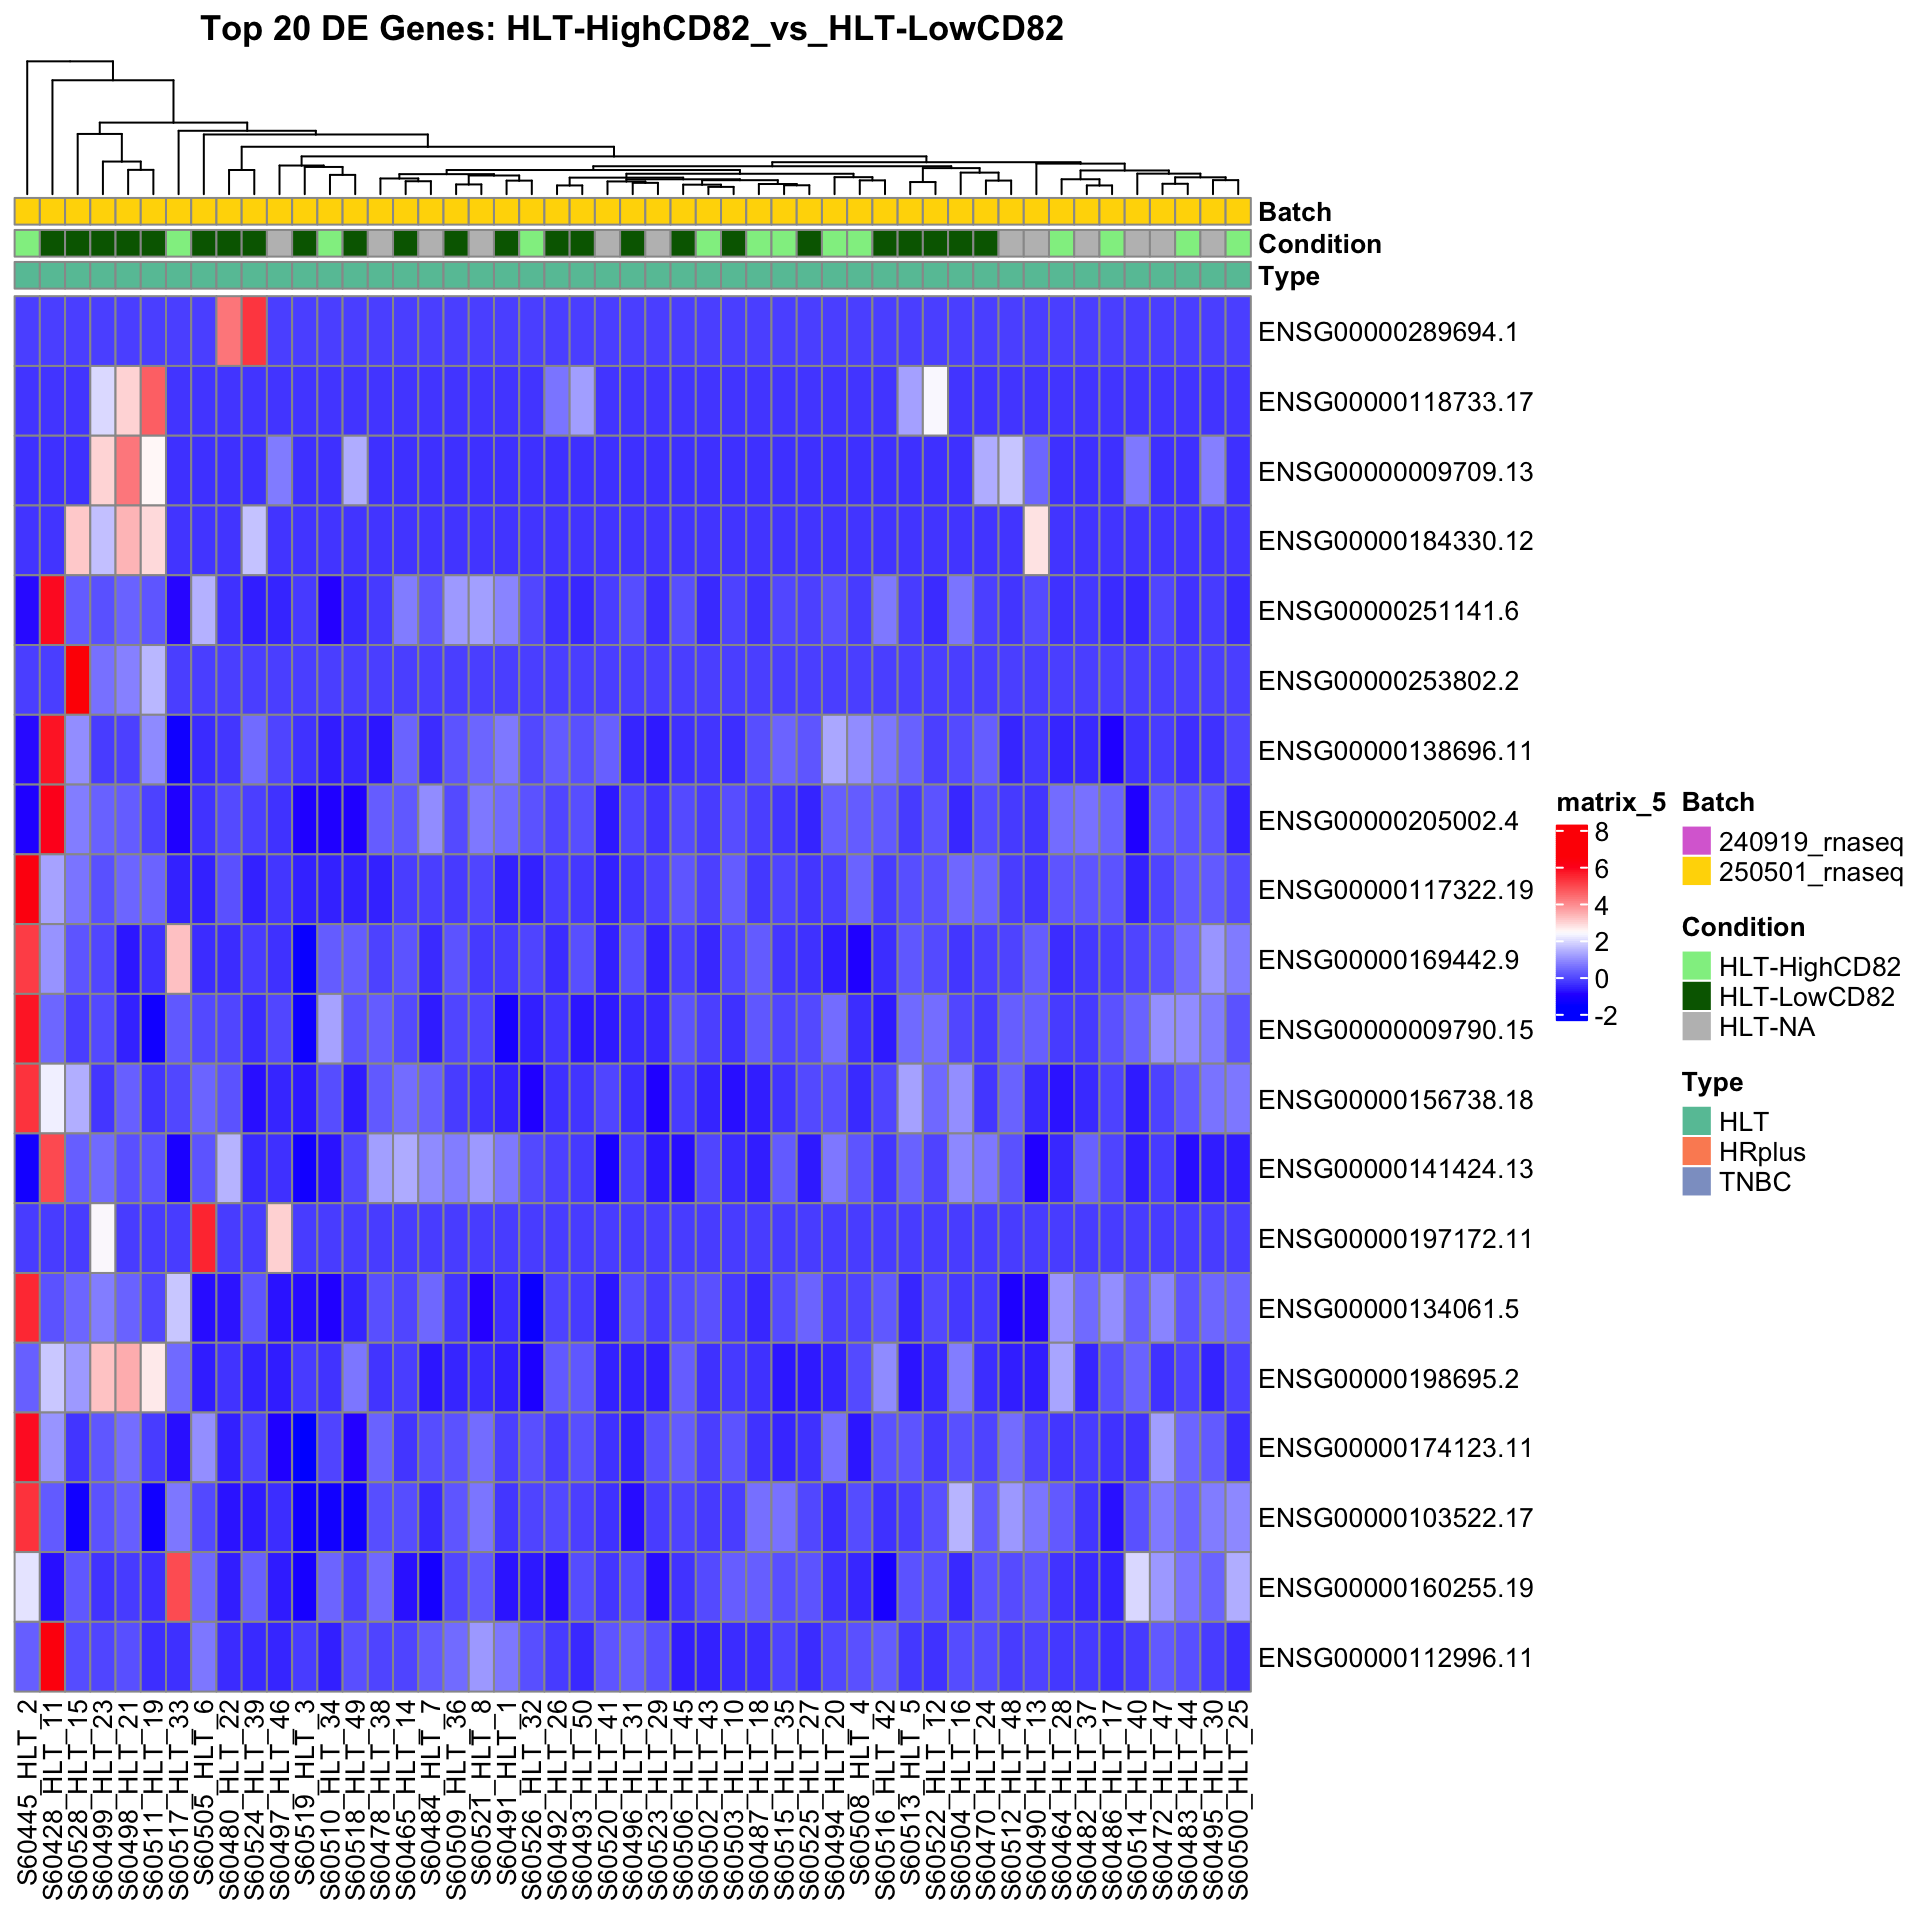 Top 20 DE Genes: HLT-HighCD82_vs_HLT-LowCD82
Batch
Condition
Type
ENSG00000289694.1
ENSG00000118733.17
ENSG00000009709.13
ENSG00000184330.12
ENSG00000251141.6
ENSG00000253802.2
ENSG00000138696.11
ENSG00000205002.4
ENSG00000117322.19
ENSG00000169442.9
ENSG00000009790.15
ENSG00000156738.18
ENSG00000141424.13
ENSG00000197172.11
ENSG00000134061.5
ENSG00000198695.2
ENSG00000174123.11
ENSG00000103522.17
ENSG00000160255.19
ENSG00000112996.11
S60445_HLT_2
S60428_HLT_11
S60528_HLT_15
S60499_HLT_23
S60498_HLT_21
S60511_HLT_19
S60517_HLT_33
S60505_HLT_6
S60480_HLT_22
S60524_HLT_39
S60497_HLT_46
S60519_HLT_3
S60510_HLT_34
S60518_HLT_49
S60478_HLT_38
S60465_HLT_14
S60484_HLT_7
S60509_HLT_36
S60521_HLT_8
S60491_HLT_1
S60526_HLT_32
S60492_HLT_26
S60493_HLT_50
S60520_HLT_41
S60496_HLT_31
S60523_HLT_29
S60506_HLT_45
S60502_HLT_43
S60503_HLT_10
S60487_HLT_18
S60515_HLT_35
S60525_HLT_27
S60494_HLT_20
S60508_HLT_4
S60516_HLT_42
S60513_HLT_5
S60522_HLT_12
S60504_HLT_16
S60470_HLT_24
S60512_HLT_48
S60490_HLT_13
S60464_HLT_28
S60482_HLT_37
S60486_HLT_17
S60514_HLT_40
S60472_HLT_47
S60483_HLT_44
S60495_HLT_30
S60500_HLT_25
matrix_5
8
6
4
2
0
-2
Batch
240919_rnaseq
250501_rnaseq
Condition
HLT-HighCD82
HLT-LowCD82
HLT-NA
Type
HLT
HRplus
TNBC